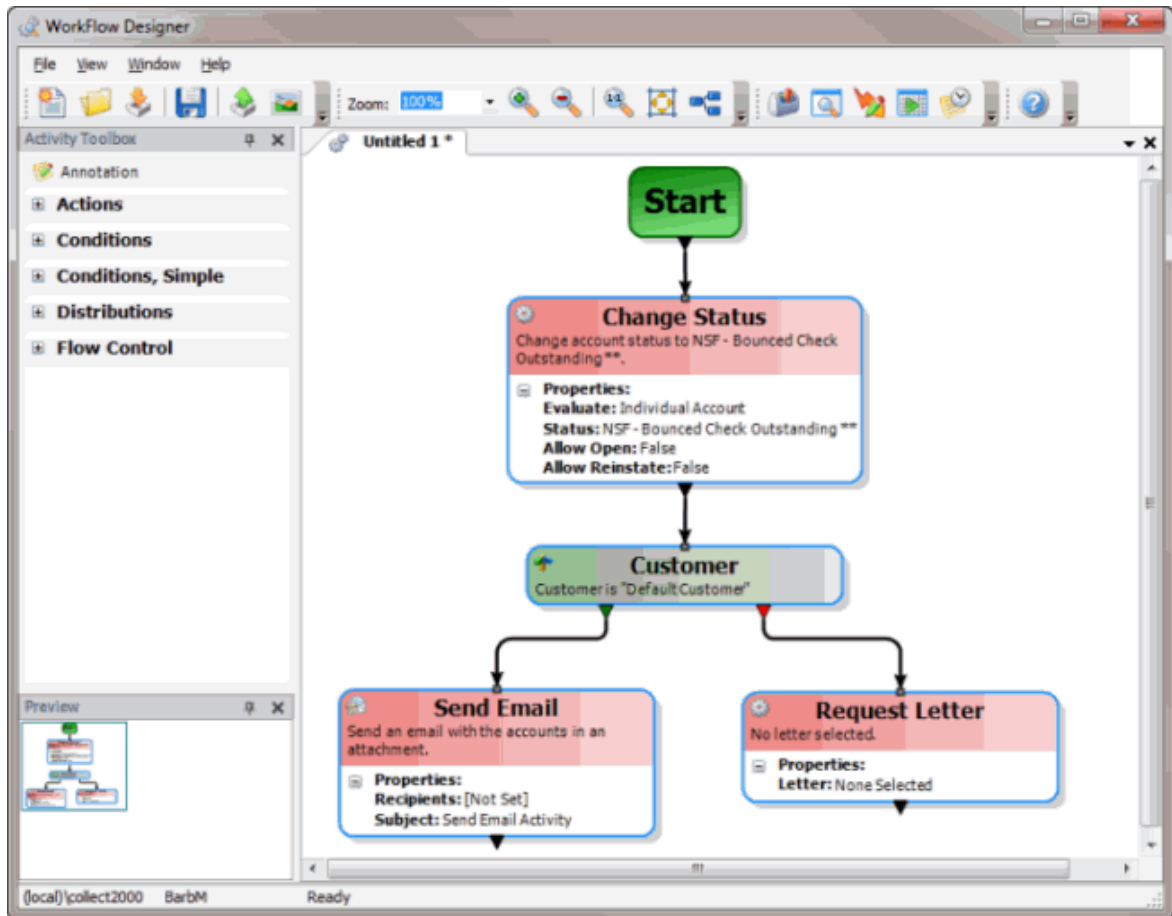 WorkFlow Designer
File View Window Help
Zoom: 100%
1:1
Activity Toolbox
Untitled 1 *
Annotation
Actions
Conditions
Conditions, Simple
Distributions
Flow Control
Start
Change Status
Change account status to NSF - Bounced Check
Outstanding **.
Properties:
Evaluate: Individual Account
Status: NSF - Bounced Check Outstanding **
Allow Open: False
Allow Reinstate: False
Customer
Customer is "Default Customer"
Send Email
Send an email with the accounts in an
attachment.
Properties:
Recipients: [Not Set]
Subject: Send Email Activity
Request Letter
No letter selected.
Properties:
Letter: None Selected
Preview
(local)\collect2000 BarbM Ready